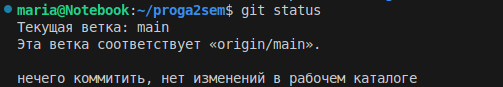 maria@Notebook:~/proga2sem$ git status
Текущая ветка: main
Эта ветка соответствует «origin/main».
нечего коммитить, нет изменений в рабочем каталоге